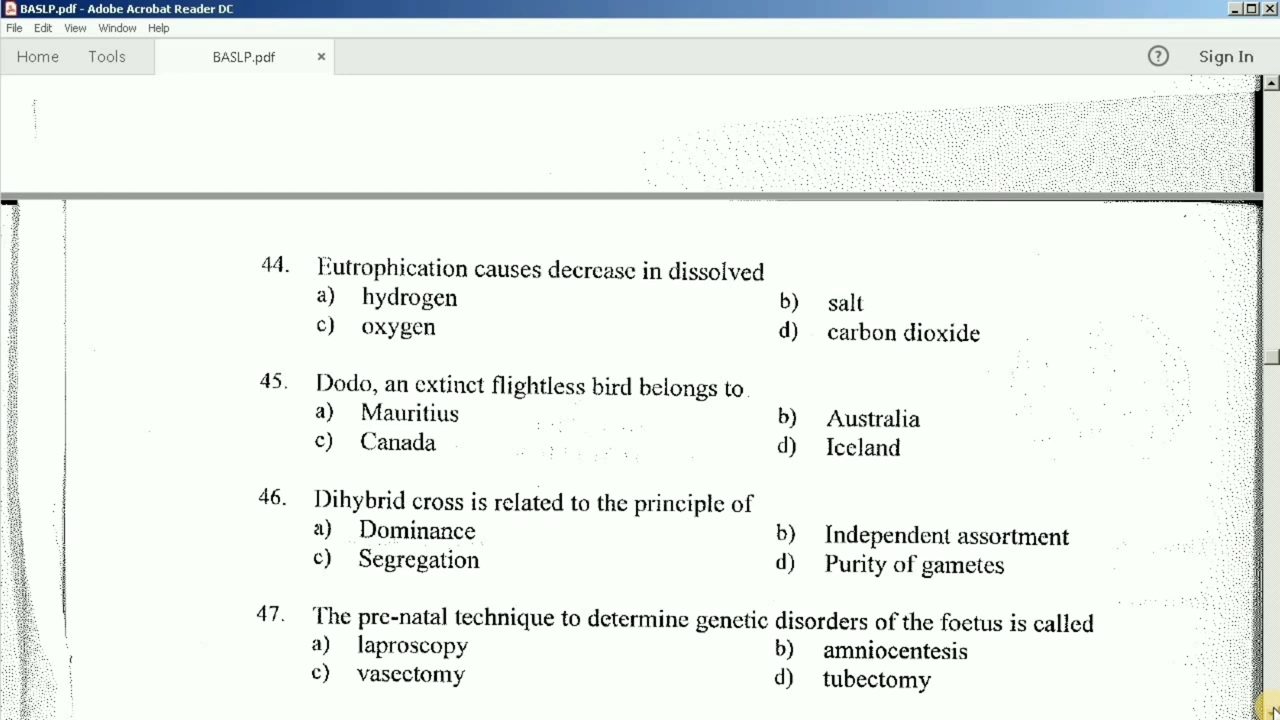 BASLP.pdf - Adobe Acrobat Reader DC
File Edit View Window Help
Home Tools BASLP.pdf × ? Sign In
44. Eutrophication causes decrease in dissolved
a) hydrogen b) salt
c) oxygen d) carbon dioxide
45. Dodo, an extinct flightless bird belongs to
a) Mauritius b) Australia
c) Canada d) Iceland
46. Dihybrid cross is related to the principle of
a) Dominance b) Independent assortment
c) Segregation d) Purity of gametes
47. The pre-natal technique to determine genetic disorders of the foetus is called
a) laproscopy b) amniocentesis
c) vasectomy d) tubectomy